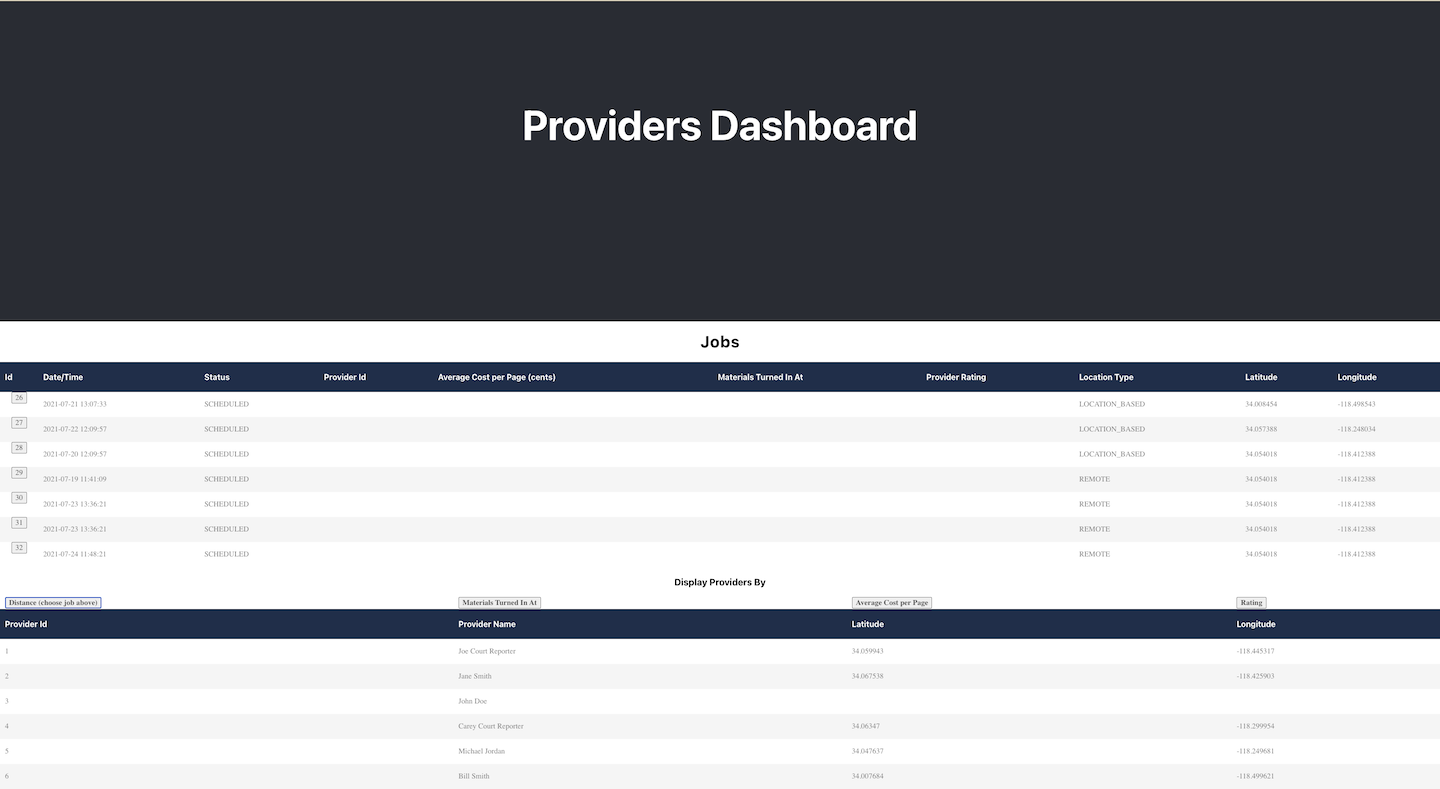 Providers Dashboard
Jobs
Id Date/Time Status Provider Id Average Cost per Page (cents) Materials Turned In At Provider Rating Location Type Latitude Longitude
26 2021-07-21 13:07:33 SCHEDULED LOCATION_BASED 34.008454 -118.498543
27 2021-07-22 12:09:57 SCHEDULED LOCATION_BASED 34.057388 -118.248034
28 2021-07-20 12:09:57 SCHEDULED LOCATION_BASED 34.054018 -118.412388
29 2021-07-19 11:41:09 SCHEDULED REMOTE 34.054018 -118.412388
30 2021-07-23 13:36:21 SCHEDULED REMOTE 34.054018 -118.412388
31 2021-07-23 13:36:21 SCHEDULED REMOTE 34.054018 -118.412388
32 2021-07-24 11:48:21 SCHEDULED REMOTE 34.054018 -118.412388
Display Providers By
Distance (choose job above) Materials Turned In At Average Cost per Page Rating
Provider Id Provider Name Latitude Longitude
1 Joe Court Reporter 34.059943 -118.445317
2 Jane Smith 34.067538 -118.425903
3 John Doe
4 Carey Court Reporter 34.06347 -118.299954
5 Michael Jordan 34.047637 -118.249681
6 Bill Smith 34.007684 -118.499621